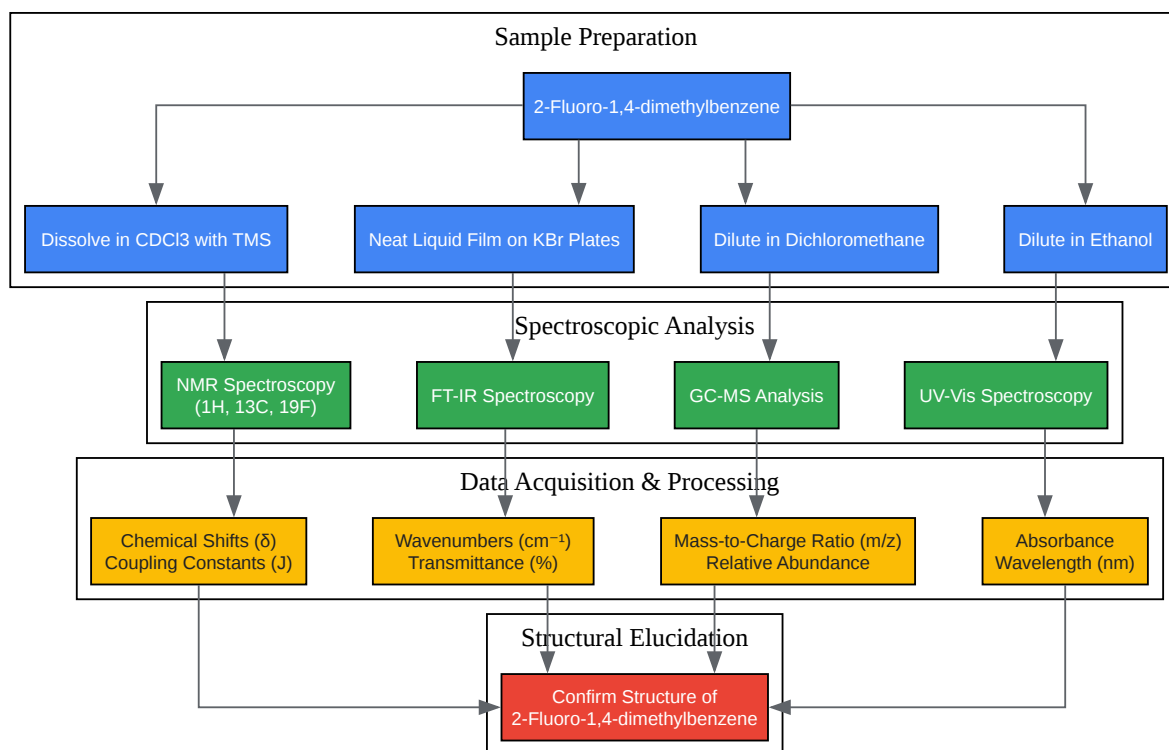 Sample Preparation
2-Fluoro-1,4-dimethylbenzene
Dissolve in CDCl3 with TMS
Neat Liquid Film on KBr Plates
Dilute in Dichloromethane
Dilute in Ethanol
Spectroscopic Analysis
NMR Spectroscopy
(1H, 13C, 19F)
FT-IR Spectroscopy
GC-MS Analysis
UV-Vis Spectroscopy
Data Acquisition & Processing
Chemical Shifts (δ)
Coupling Constants (J)
Wavenumbers (cm⁻¹)
Transmittance (%)
Mass-to-Charge Ratio (m/z)
Relative Abundance
Absorbance
Wavelength (nm)
Structural Elucidation
Confirm Structure of
2-Fluoro-1,4-dimethylbenzene